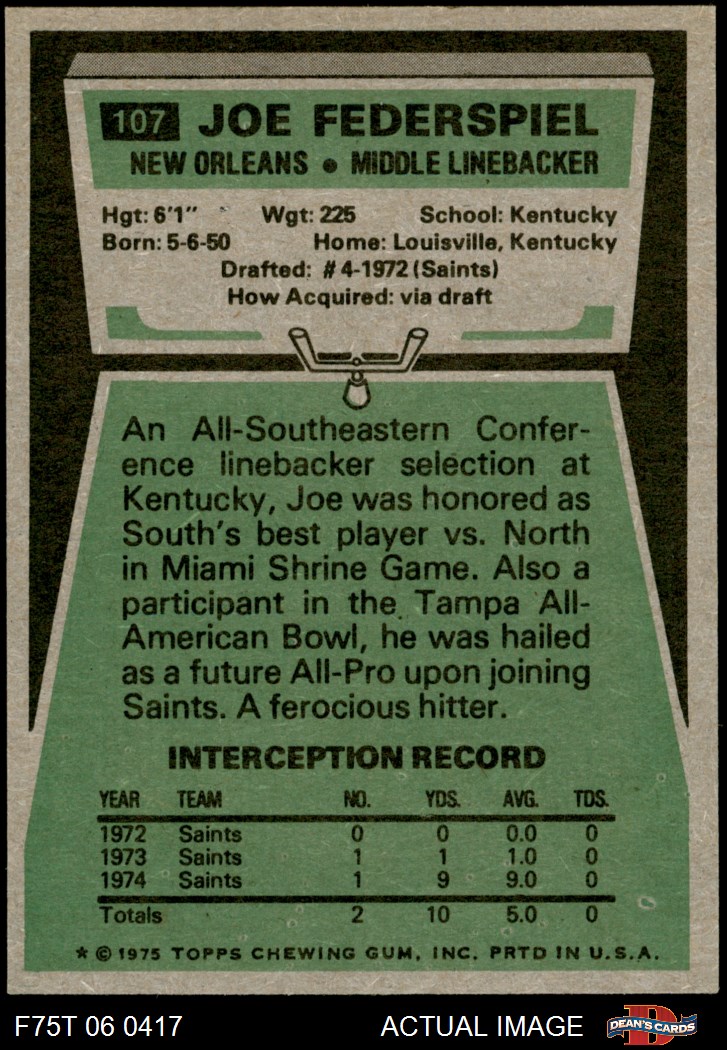 107 JOE FEDERSPIEL
NEW ORLEANS • MIDDLE LINEBACKER
Hgt: 6'1" Wgt: 225 School: Kentucky
Born: 5-6-50 Home: Louisville, Kentucky
Drafted: #4-1972 (Saints)
How Acquired: via draft
An All-Southeastern Confer-
ence linebacker selection at
Kentucky, Joe was honored as
South's best player vs. North
in Miami Shrine Game. Also a
participant in the Tampa All-
American Bowl, he was hailed
as a future All-Pro upon joining
Saints. A ferocious hitter.
INTERCEPTION RECORD
YEAR TEAM NO. YDS. AVG. TDS.
1972 Saints 0 0 0.0 0
1973 Saints 1 1 1.0 0
1974 Saints 1 9 9.0 0
Totals 2 10 5.0 0
* © 1975 TOPPS CHEWING GUM, INC. PRTD IN U.S.A.
F75T 06 0417 ACTUAL IMAGE D DEAN'S CARDS